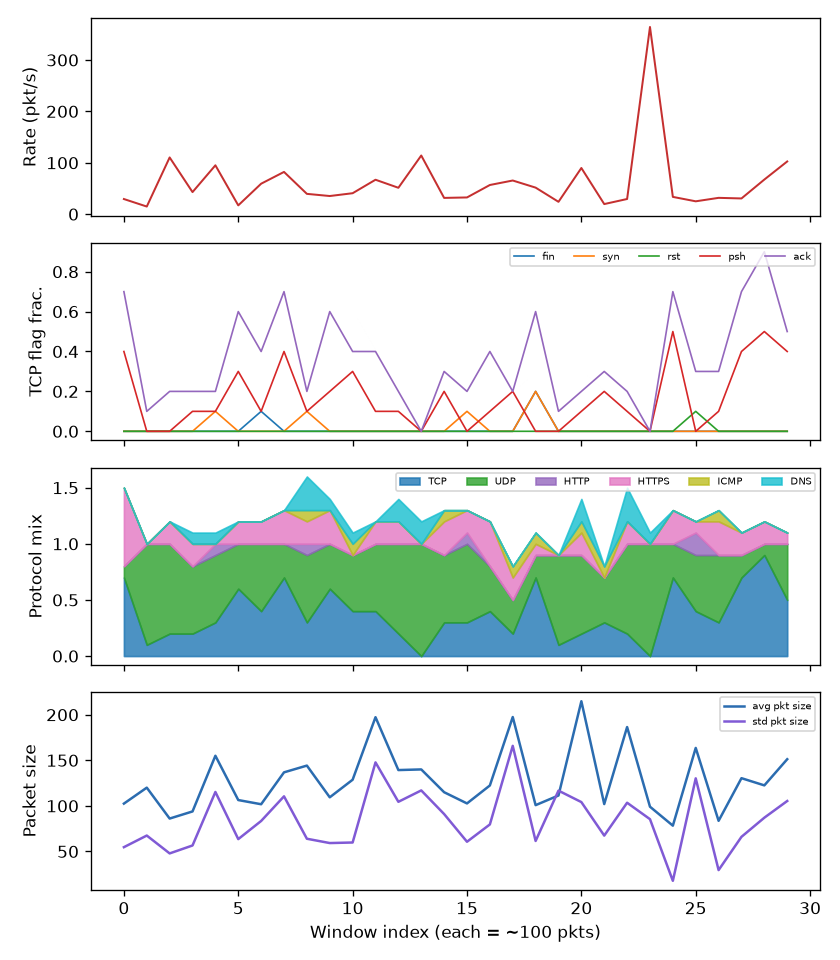 Rate (pkt/s)
300
200
100
0
TCP flag frac.
0.8
0.6
0.4
0.2
0.0
fin syn rst psh ack
Protocol mix
1.5
1.0
0.5
0.0
TCP UDP HTTP HTTPS ICMP DNS
Packet size
200
150
100
50
avg pkt size
std pkt size
0 5 10 15 20 25 30
Window index (each = ~100 pkts)